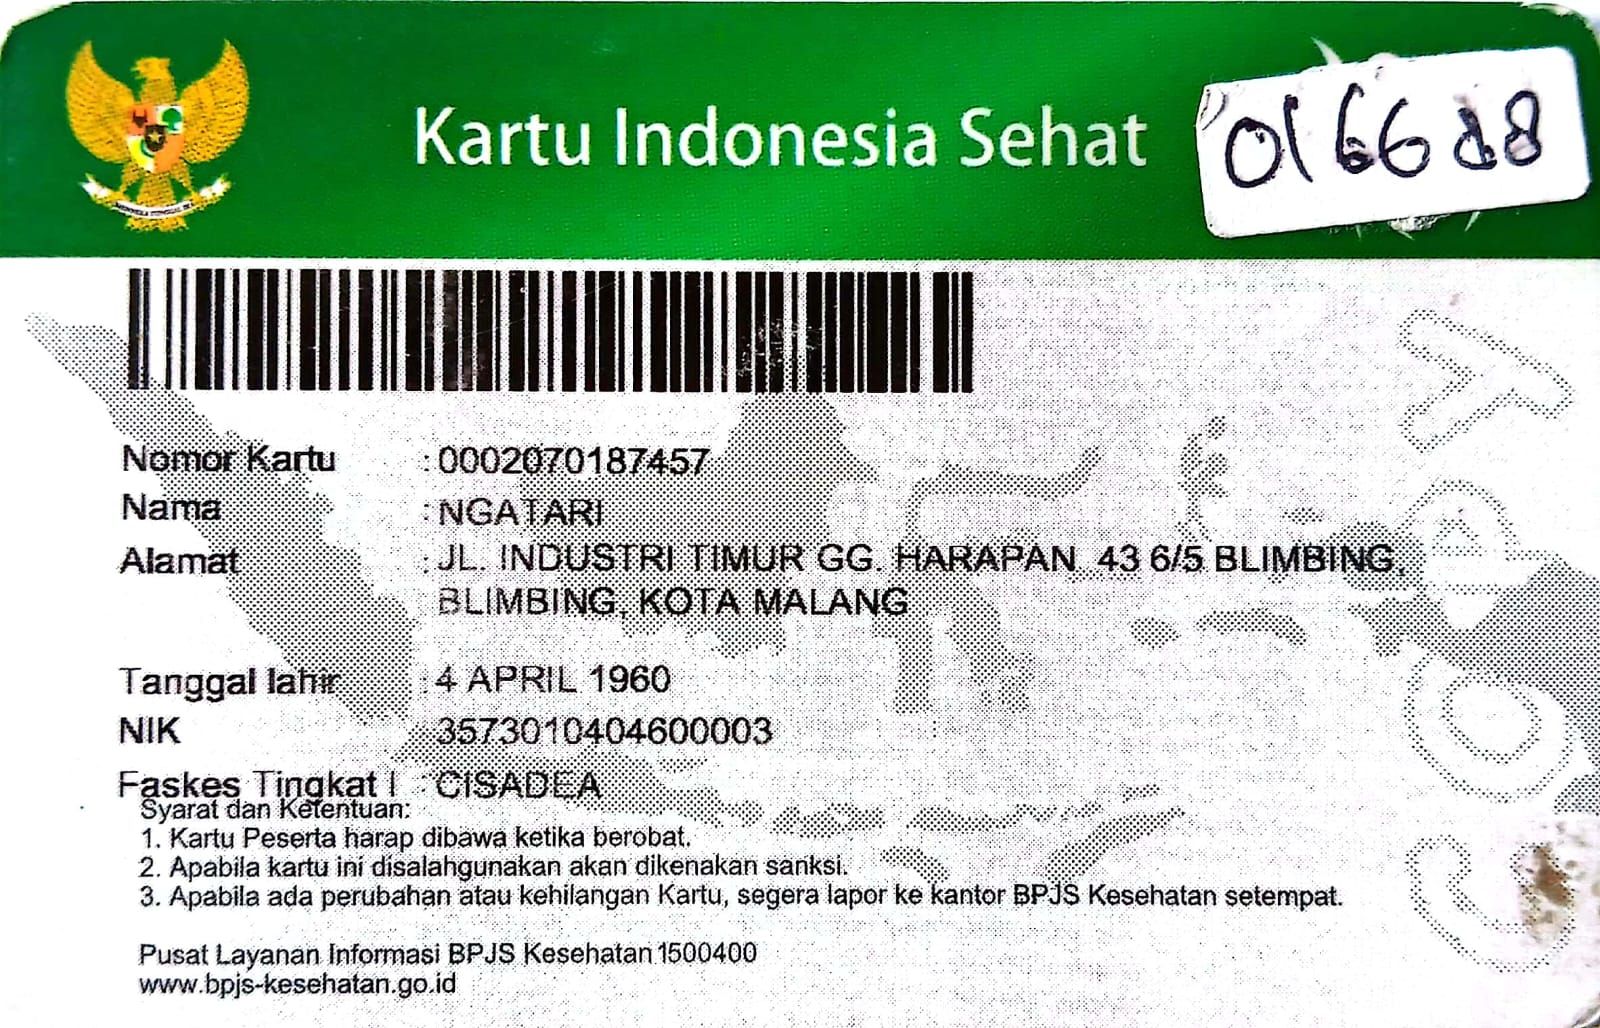 Kartu Indonesia Sehat
Nomor Kartu : 0002070187457
Nama : NGATARI
Alamat : JL. INDUSTRI TIMUR GG. HARAPAN 43 6/5 BLIMBING,
BLIMBING, KOTA MALANG
Tanggal lahir : 4 APRIL 1960
NIK 3573010404600003
Faskes Tingkat I : CISADEA
Syarat dan Ketentuan:
1. Kartu Peserta harap dibawa ketika berobat.
2. Apabila kartu ini disalahgunakan akan dikenakan sanksi.
3. Apabila ada perubahan atau kehilangan Kartu, segera lapor ke kantor BPJS Kesehatan setempat.
Pusat Layanan Informasi BPJS Kesehatan 1500400
www.bpjs-kesehatan.go.id
COPY